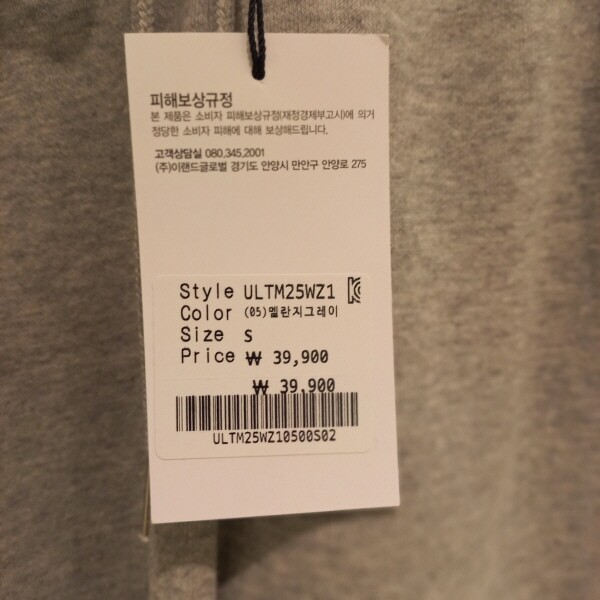 피해보상규정
본 제품은 소비자 피해보상규정(재정경제부고시)에 의거
정당한 소비자 피해에 대해 보상해드립니다.
고객상담실 080.345.2001
(주)이랜드글로벌 경기도 안양시 만안구 안양로 275
Style ULTM25WZ1
Color (05)멜란지그레이
Size S
Price ₩ 39,900
₩ 39,900
ULTM25WZ10500S02